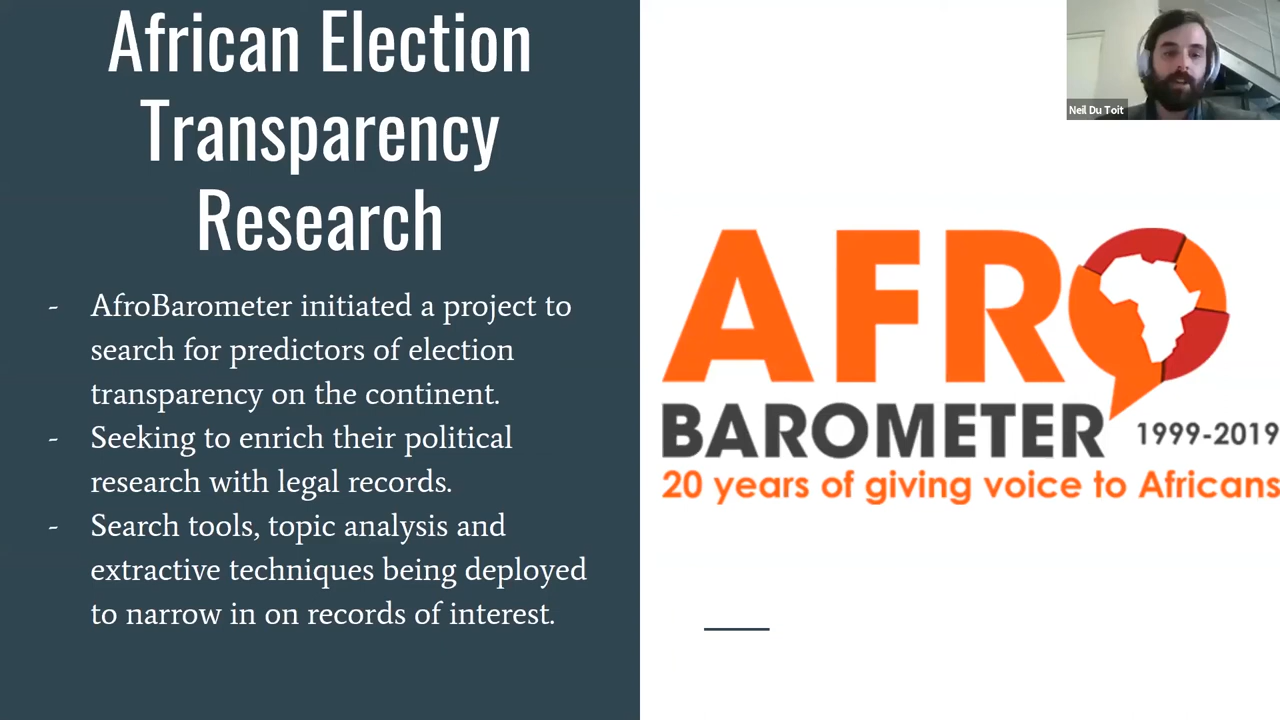 African Election
Transparency
Research
- AfroBarometer initiated a project to
search for predictors of election
transparency on the continent.
- Seeking to enrich their political
research with legal records.
- Search tools, topic analysis and
extractive techniques being deployed
to narrow in on records of interest.
Neil Du Toit
AFRO
BAROMETER 1999-2019
20 years of giving voice to Africans